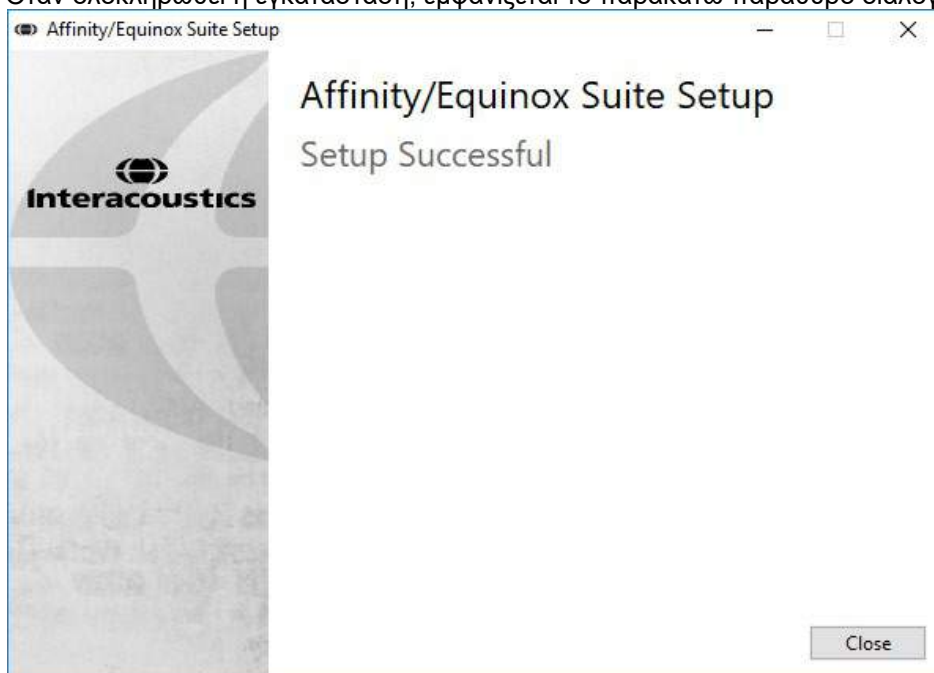 Όταν ολοκληρωθεί η εγκατάσταση, εμφανίζεται το παρακάτω παράθυρο
Affinity/Equinox Suite Setup
Affinity/Equinox Suite Setup
Setup Successful
Interacoustics
Close